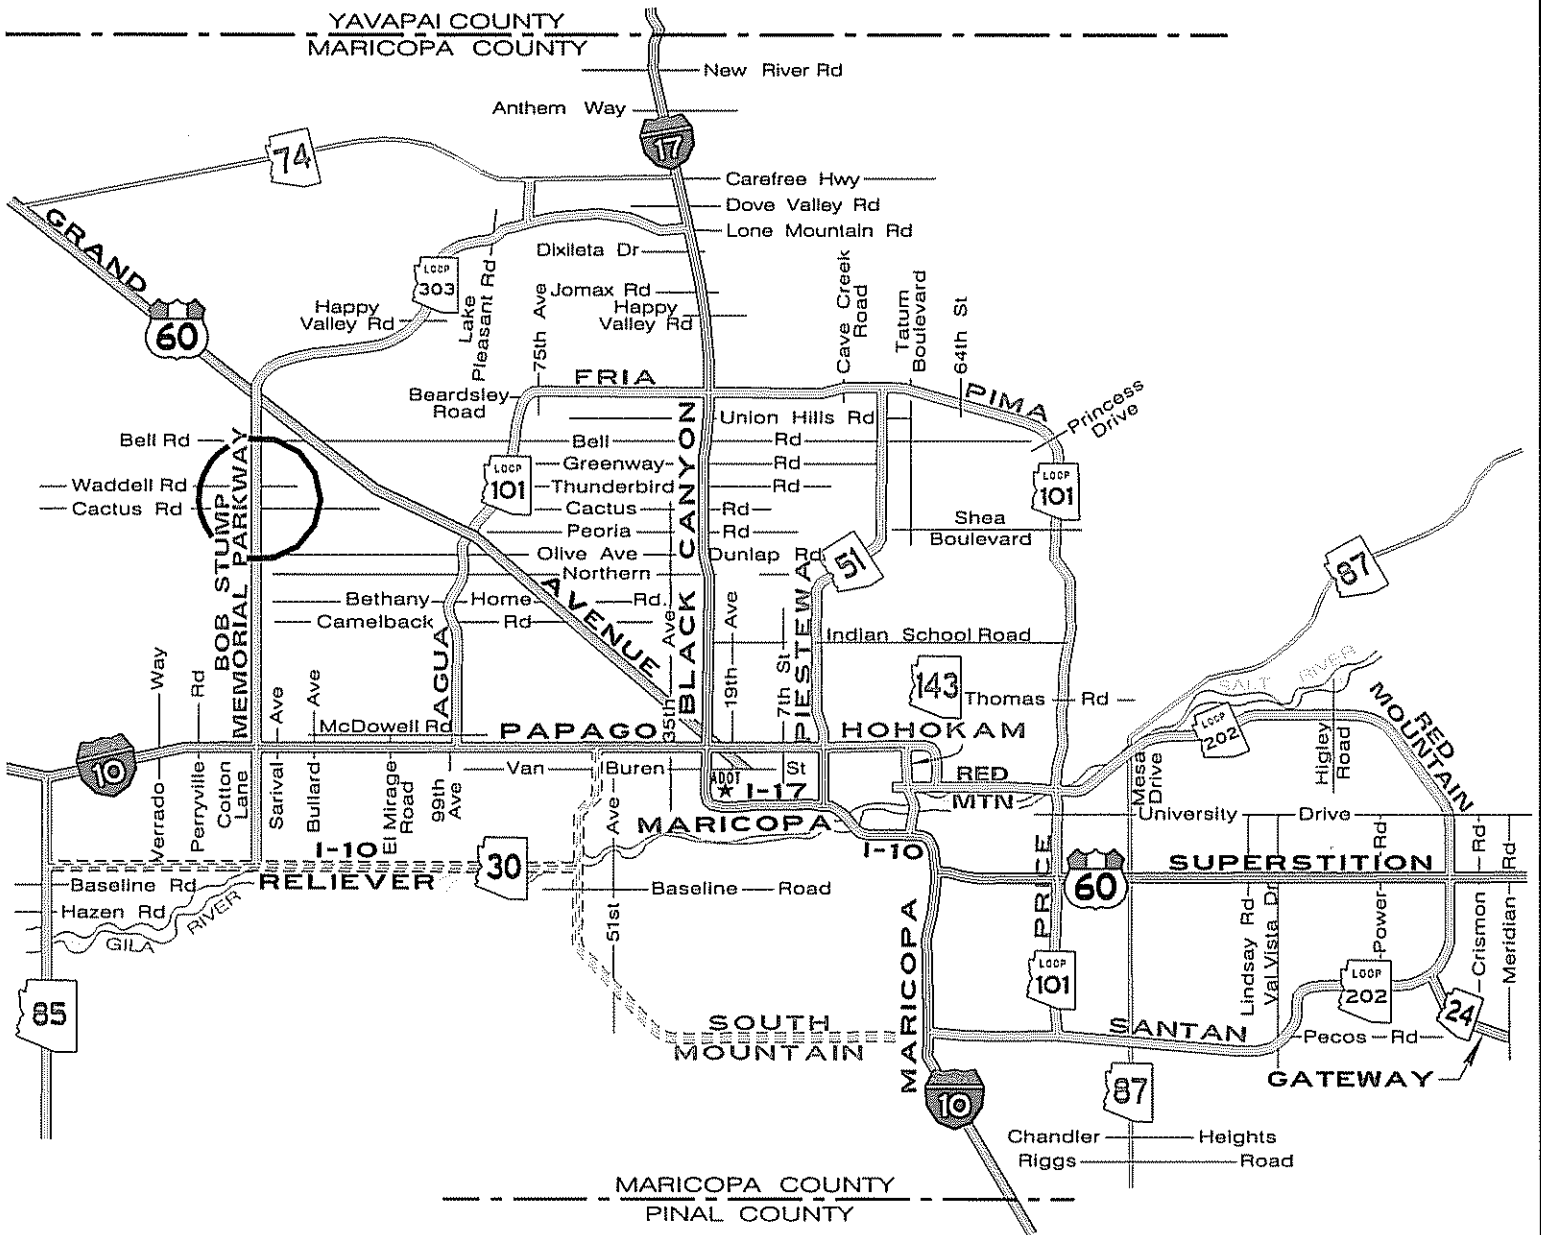 YAVAPAI COUNTY
MARICOPA COUNTY
New River Rd
Anthem Way
17
74
Carefree Hwy
Dove Valley Rd
Lone Mountain Rd
GRAND
Dixileta Dr
LOOP
303
Lake
Pleasant Rd
Jomax Rd
Happy
Valley Rd
Happy
Valley Rd
60
75th Ave
Cave Creek
Road
Tatum
Boulevard
64th St
FRIA
PIMA
Beardsley
Road
Union Hills Rd
Princess
Drive
Bell Rd
Bell Rd
Greenway Rd
LOOP
101
LOOP
101
Waddell Rd
Thunderbird Rd
Cactus Rd
Cactus Rd
Peoria Rd
Shea
Boulevard
Olive Ave
Dunlap Rd
51
87
Northern
BOB STUMP
MEMORIAL PARKWAY
BLACK CANYON
AVENUE
PIESTEWA
Bethany Home Rd.
Camelback Rd
35th Ave
19th Ave
7th St
Indian School Road
AGUA
143
Thomas Rd
SALT RIVER
RED
MOUNTAIN
RED
MOUNTAIN
Verrado Way
Perryville Rd
Cotton
Lane
Sarival Ave
Bullard Ave
McDowell Rd
PAPAGO
HOHOKAM
LOOP
202
10
Higley
Road
El Mirage
Road
99th
Ave
Van Buren St
ADOT
I-17
RED
MTN
Mesa
Drive
51st Ave
MARICOPA
University Drive
I-10
RELIEVER
30
I-10
PRICE
60
SUPERSTITION
Baseline Rd
Baseline Road
Hazen Rd
GILA RIVER
Lindsay Rd
Val Vista Dr
Power Rd
Crismon Rd
Meridian Rd
MARICOPA
LOOP
101
LOOP
202
85
24
SOUTH
MOUNTAIN
SANTAN
Pecos Rd
GATEWAY
10
87
Chandler Heights
Riggs Road
MARICOPA COUNTY
PINAL COUNTY